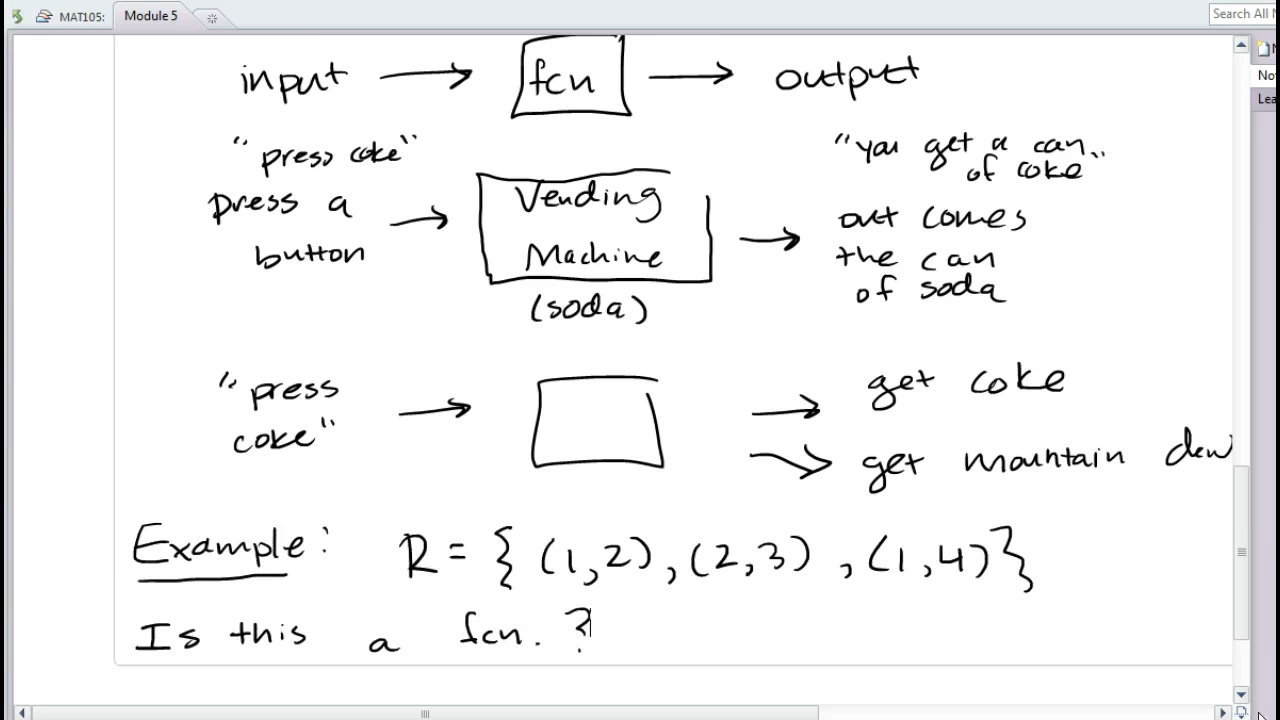 MAT105:
Module 5
Search All N
input → fcn → output
"press coke"
"you get a can
of coke"
press a
button
→ Vending
Machine
→ out comes
the can
of soda
(soda)
"press
coke"
→ → get coke
→ get mountain dew
Example: R = { (1,2), (2,3), (1,4) }
Is this a fcn. ?
No
Lea